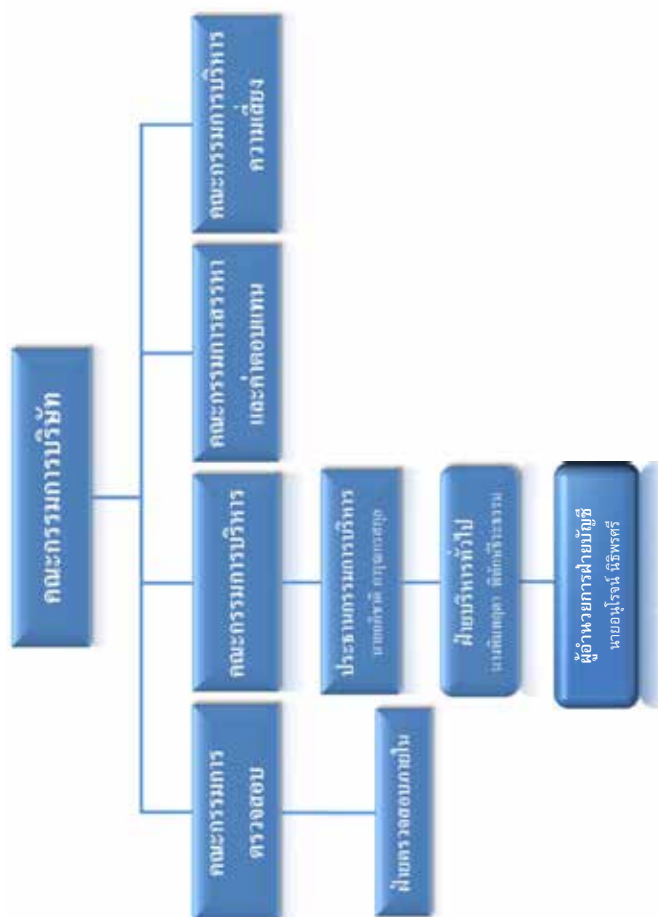 คณะกรรมการบริษัท
คณะกรรมการ
ตรวจสอบ
คณะกรรมการบริหาร
คณะกรรมการสรรหา
และค่าตอบแทน
คณะกรรมการบริหาร
ความเสี่ยง
ฝ่ายตรวจสอบภายใน
ประธานกรรมการบริหาร
ฝ่ายบริหารทั่วไป
ผู้อำนวยการฝ่ายบัญชี
นายอนุโรจน์ นิธิพรศรี